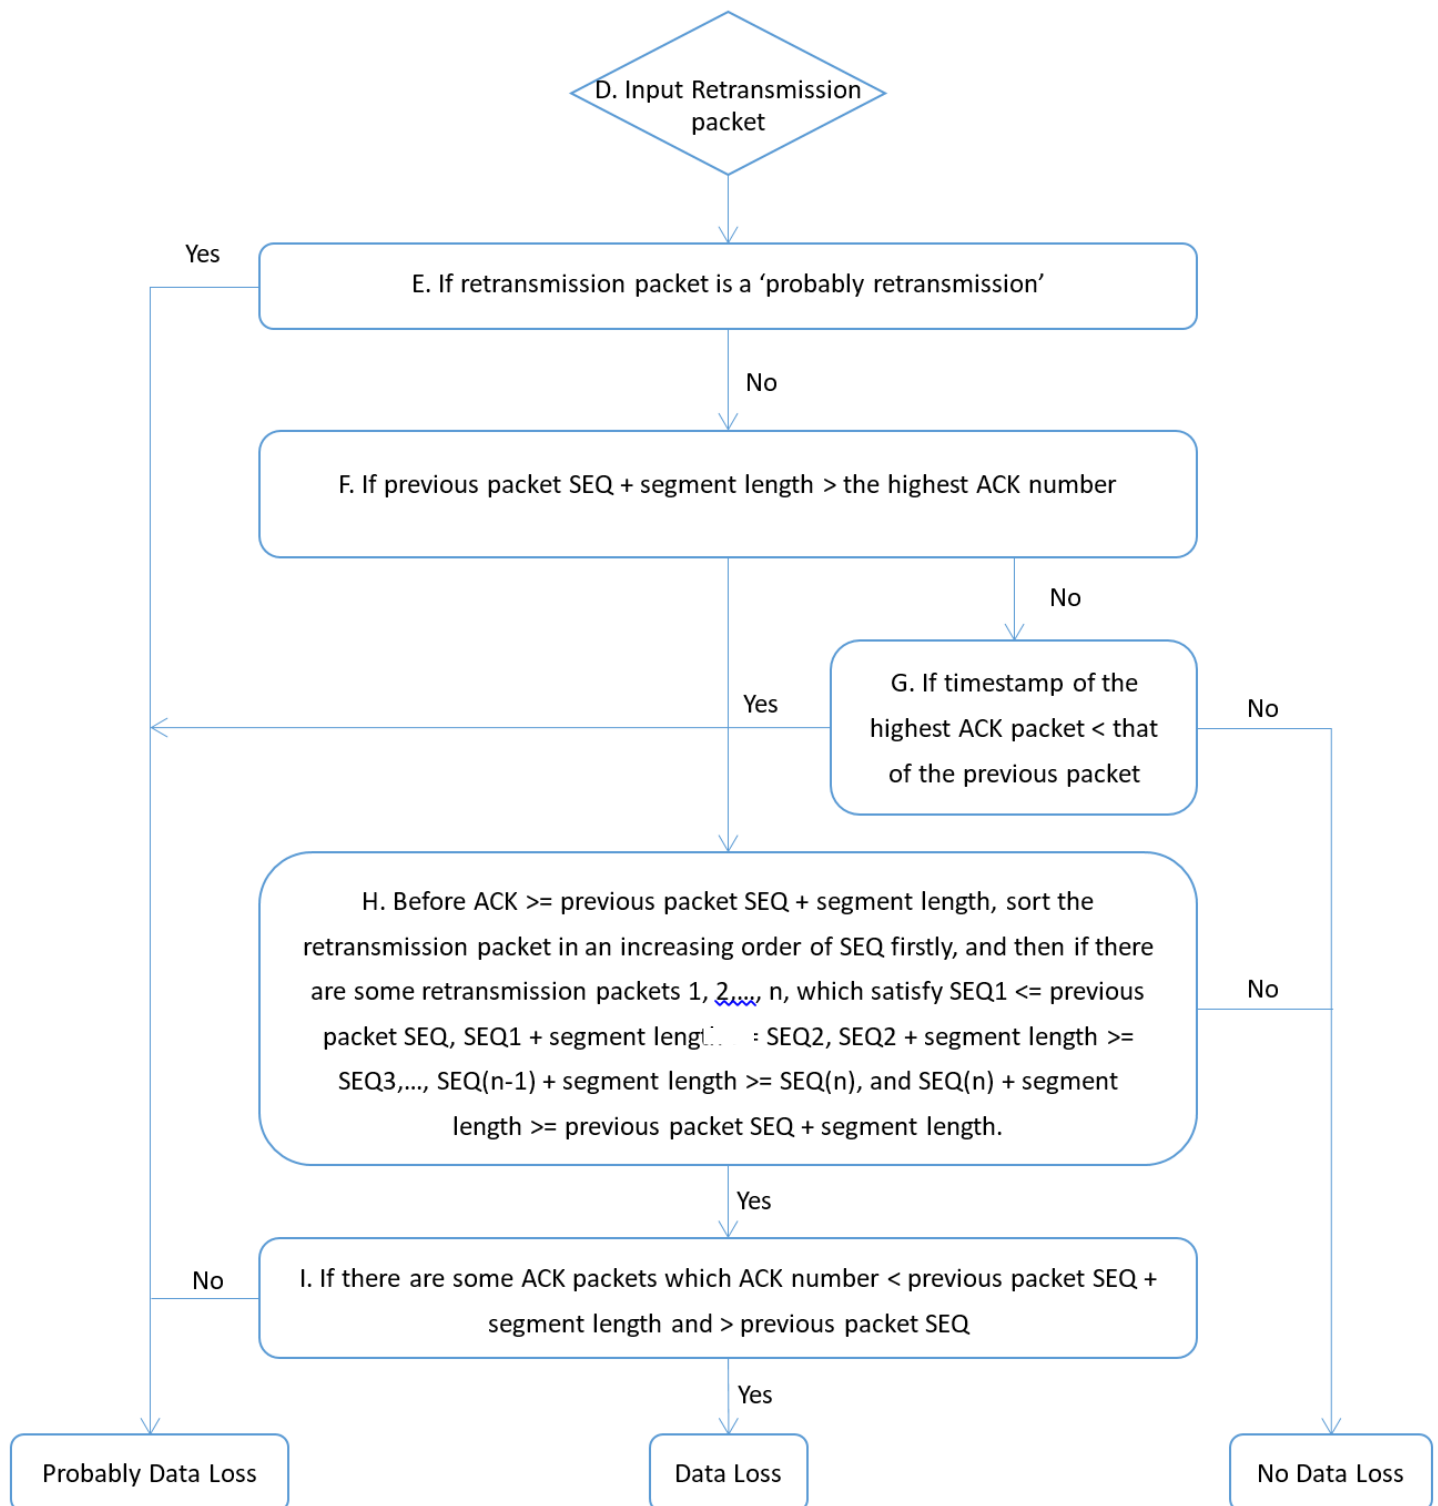 D. Input Retransmission
packet
Yes
E. If retransmission packet is a ‘probably retransmission’
No
F. If previous packet SEQ + segment length > the highest ACK number
No
G. If timestamp of the
highest ACK packet < that
of the previous packet
Yes
No
H. Before ACK >= previous packet SEQ + segment length, sort the
retransmission packet in an increasing order of SEQ firstly, and then if there
are some retransmission packets 1, 2,..., n, which satisfy SEQ1 <= previous
packet SEQ, SEQ1 + segment SEQ2, SEQ2 + segment length >=
SEQ3,..., SEQ(n-1) + segment length >= SEQ(n), and SEQ(n) + segment
length >= previous packet SEQ + segment length.
No
Yes
I. If there are some ACK packets which ACK number < previous packet SEQ +
segment length and > previous packet SEQ
No
Yes
Probably Data Loss
Data Loss
No Data Loss